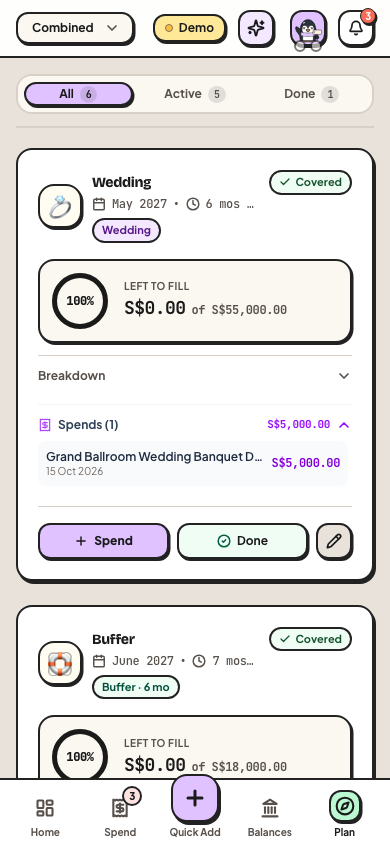 Combined
Demo
3
All 6
Active 5
Done 1
Wedding
Covered
May 2027 • 6 mos …
Wedding
100%
LEFT TO FILL
S$0.00 of S$55,000.00
Breakdown
Spends (1)
S$5,000.00
Grand Ballroom Wedding Banquet D…
S$5,000.00
15 Oct 2026
+ Spend
Done
Buffer
Covered
June 2027 • 7 mos…
Buffer · 6 mo
100%
LEFT TO FILL
S$0.00 of S$18,000.00
3
Home
Spend
Quick Add
Balances
Plan